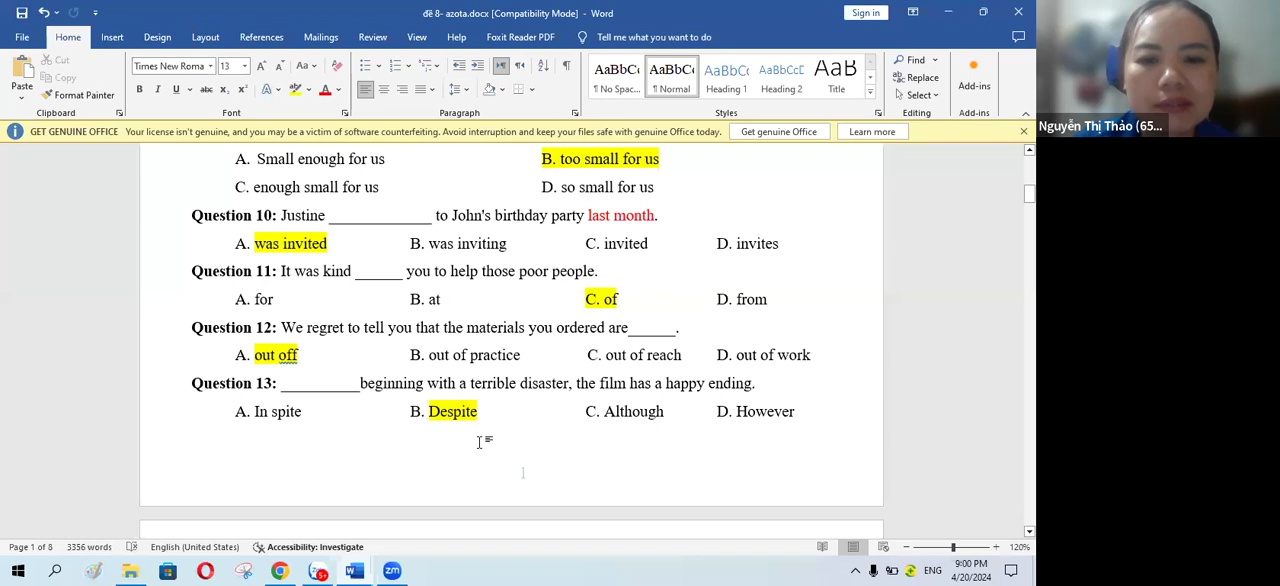 đề 8- azota.docx [Compatibility Mode] - Word
Sign in
File Home Insert Design Layout References Mailings Review View Help Foxit Reader PDF Tell me what you want to do
Paste
Cut
Copy
Format Painter
Clipboard
Times New Roma 13
Font
Paragraph
AaBbCc ¶ No Spac...
AaBbCc ¶ Normal
AaBbCc Heading 1
AaBbCcD Heading 2
AaB Title
Styles
Find
Replace
Select
Editing
Add-ins
Add-ins
GET GENUINE OFFICE Your license isn't genuine, and you may be a victim of software counterfeiting. Avoid interruption and keep your files safe with genuine Office today. Get genuine Office Learn more
Nguyễn Thị Thảo (65...
A. Small enough for us B. too small for us
C. enough small for us D. so small for us
Question 10: Justine _____________ to John's birthday party last month.
A. was invited B. was inviting C. invited D. invites
Question 11: It was kind ______ you to help those poor people.
A. for B. at C. of D. from
Question 12: We regret to tell you that the materials you ordered are______.
A. out off B. out of practice C. out of reach D. out of work
Question 13: __________beginning with a terrible disaster, the film has a happy ending.
A. In spite B. Despite C. Although D. However
1
Page 1 of 8 3356 words English (United States) Accessibility: Investigate 120%
ENG
9:00 PM
4/20/2024